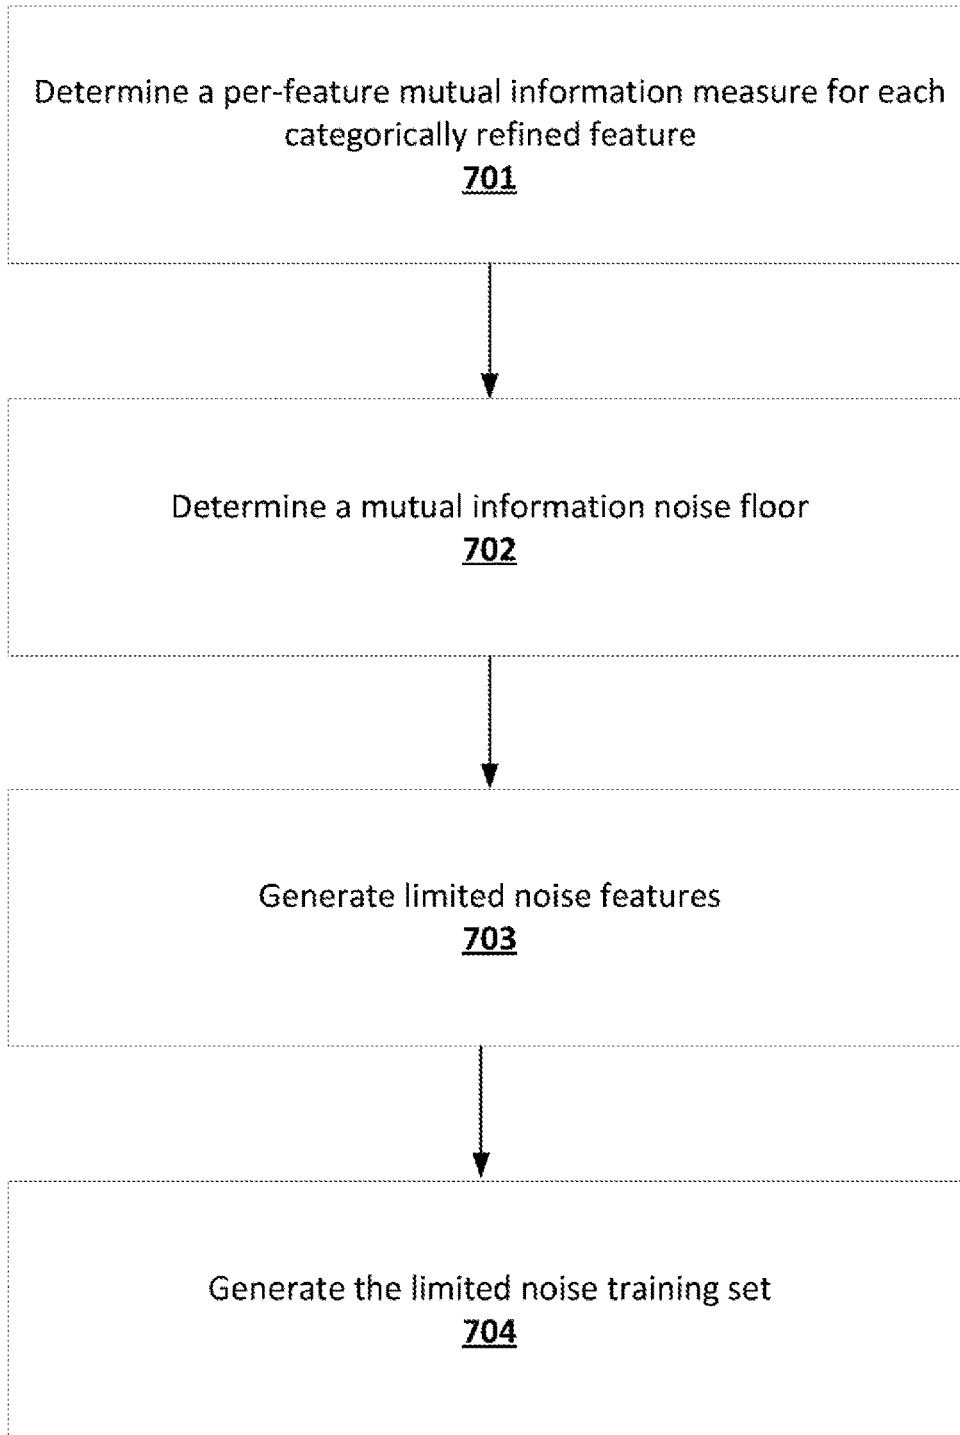 Determine a per-feature mutual information measure for each
categorically refined feature
701
Determine a mutual information noise floor
702
Generate limited noise features
703
Generate the limited noise training set
704